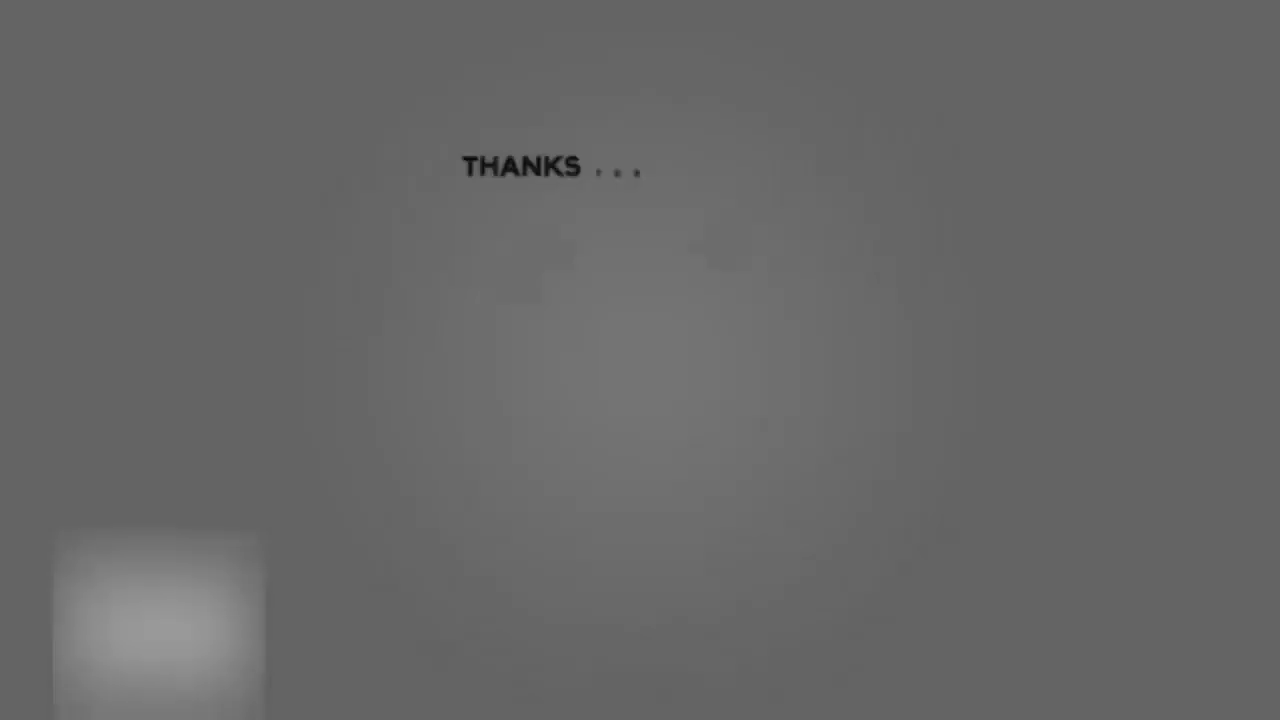 THANKS . . .